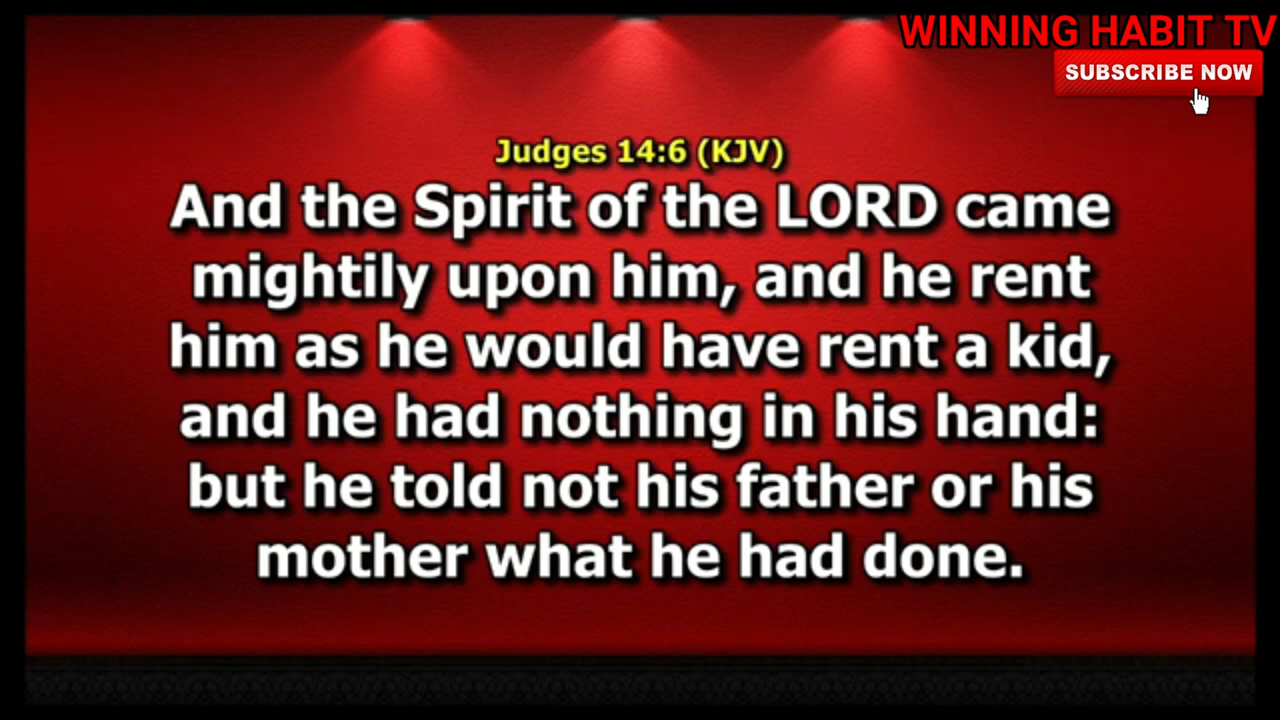 WINNING HABIT TV
SUBSCRIBE NOW
Judges 14:6 (KJV)
And the Spirit of the LORD came
mightily upon him, and he rent
him as he would have rent a kid,
and he had nothing in his hand:
but he told not his father or his
mother what he had done.